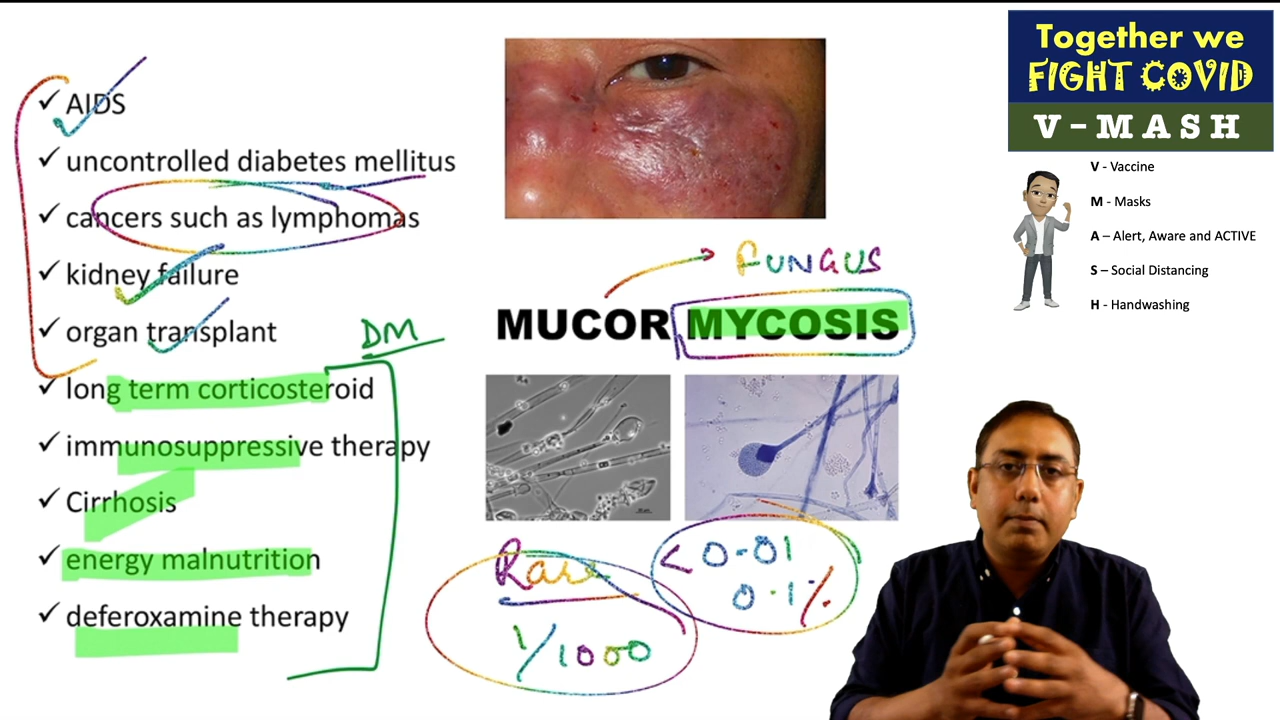 ✓ AIDS
✓ uncontrolled diabetes mellitus
✓ cancers such as lymphomas
✓ kidney failure
✓ organ transplant
✓ long term corticosteroid
✓ immunosuppressive therapy
✓ Cirrhosis
✓ energy malnutrition
✓ deferoxamine therapy
DM
FUNGUS
MUCOR MYCOSIS
Rare
1/1000
<0-01
0.1%
Together we
FIGHT COVID
V-MASH
V - Vaccine
M - Masks
A – Alert, Aware and ACTIVE
S – Social Distancing
H - Handwashing